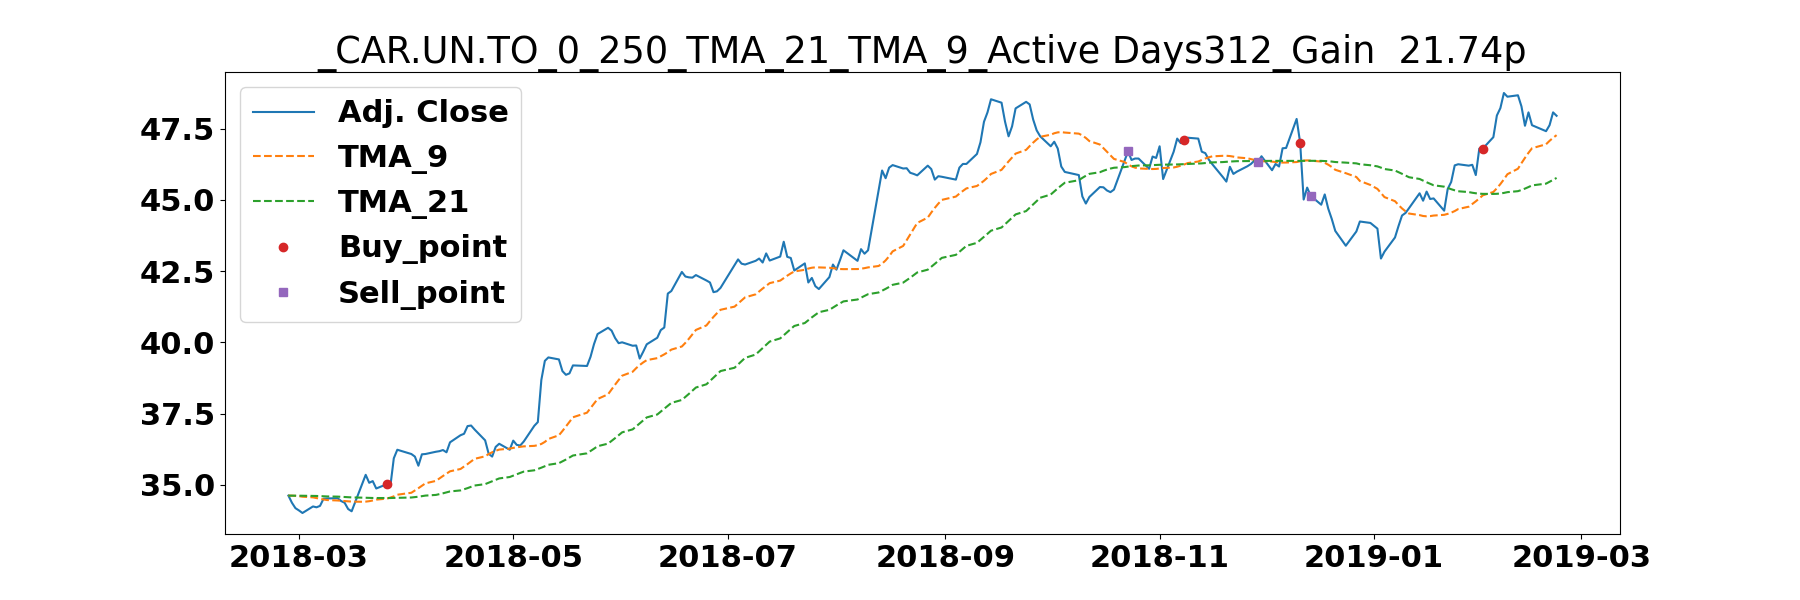 _CAR.UN.TO_0_250_TMA_21_TMA_9_Active Days312_Gain  21.74p
Adj. Close
TMA_9
TMA_21
Buy_point
Sell_point
47.5
45.0
42.5
40.0
37.5
35.0
2018-03 2018-05 2018-07 2018-09 2018-11 2019-01 2019-03